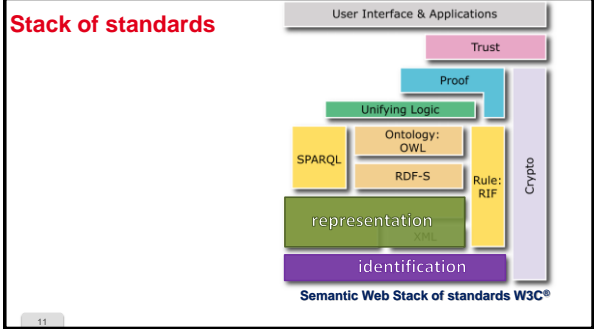 Stack of standards
User Interface & Applications
Trust
Proof
Unifying Logic
Ontology:
OWL
SPARQL
RDF-S
Rule:
RIF
Crypto
representation
XML
identification
Semantic Web Stack of standards W3C®
11